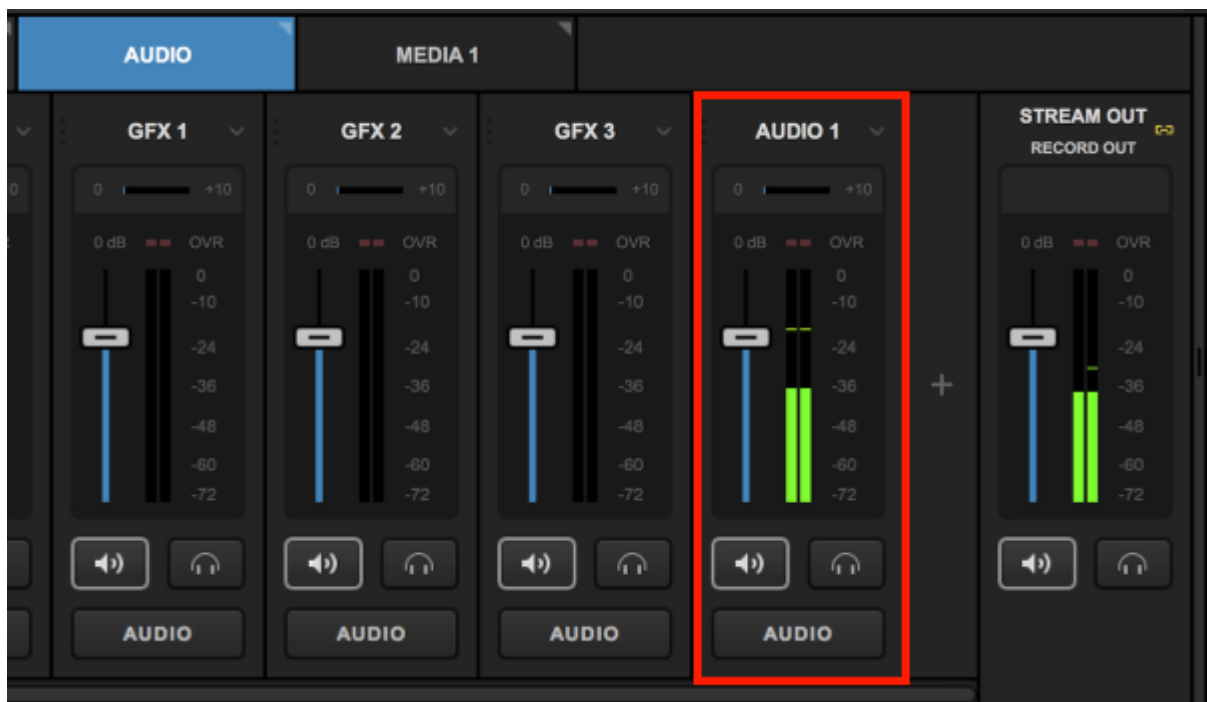 AUDIO MEDIA 1
GFX 1 GFX 2 GFX 3 AUDIO 1 STREAM OUT
RECORD OUT
0 0 +10 0 +10 0 +10 0 +10
0 dB OVR 0 dB OVR 0 dB OVR 0 dB OVR 0 dB OVR
0 0 0 0 0
-10 -10 -10 -10 -10
-24 -24 -24 -24 -24
-36 -36 -36 -36 + -36
-48 -48 -48 -48 -48
-60 -60 -60 -60 -60
-72 -72 -72 -72 -72
AUDIO AUDIO AUDIO AUDIO